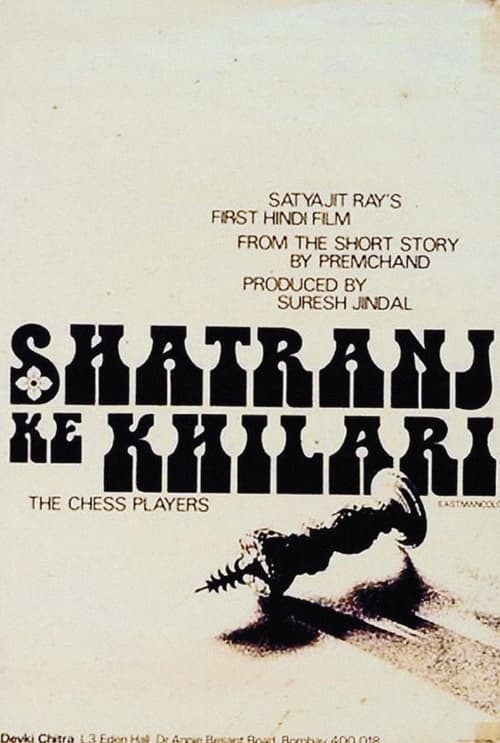 SATYAJIT RAY'S
FIRST HINDI FILM
FROM THE SHORT STORY
BY PREMCHAND
PRODUCED BY
SURESH JINDAL
SHATRANJ
KE KHILARI
THE CHESS PLAYERS
EASTMANCOLO
Devki Chitra L3 Eden Hall Dr Annie Besant Road, Bombay 400 018